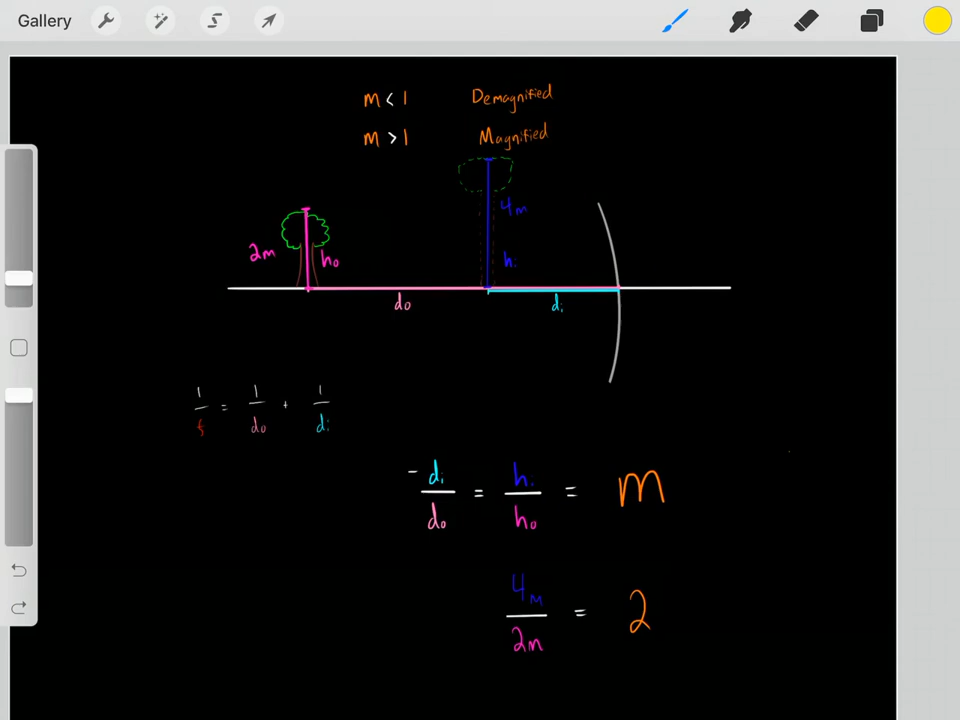 Gallery
m < 1 Demagnified
m > 1 Magnified
4m
2m ho hi
do di
1/f = 1/do + 1/di
-di/do = hi/ho = m
4m/2m = 2